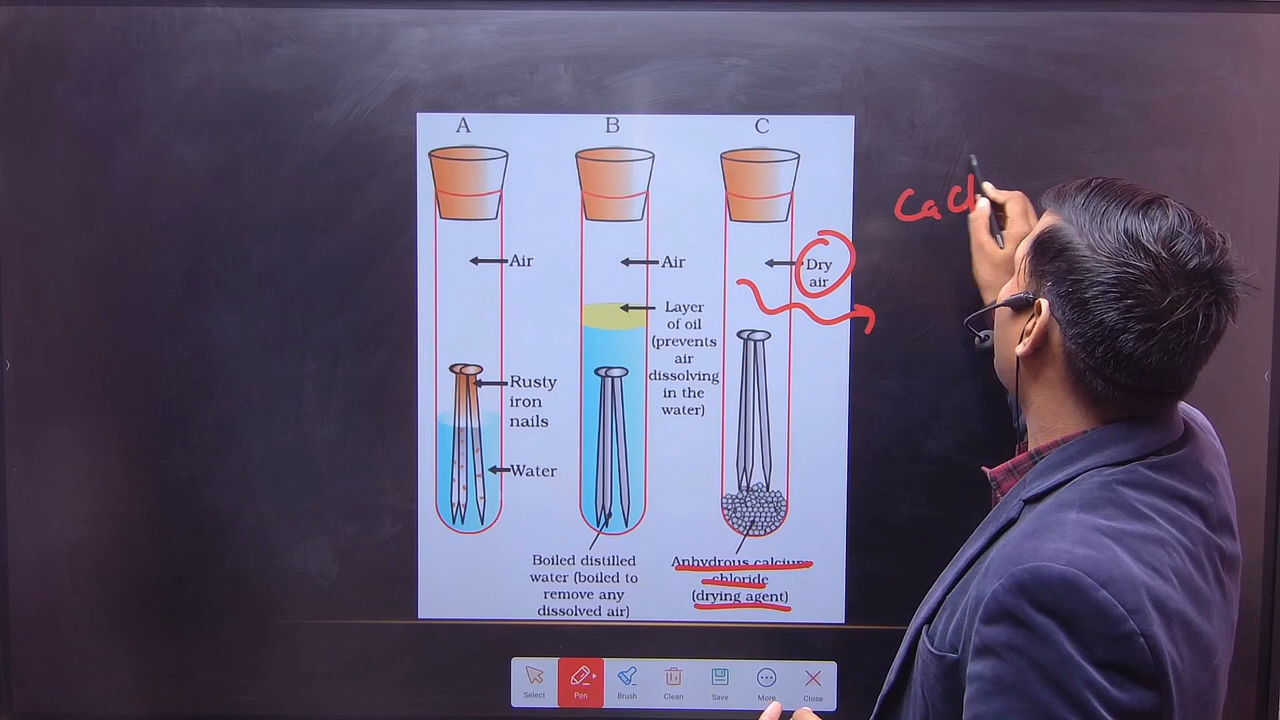 A
B
C
Air
Air
Dry
air
CaCl
Layer
of oil
(prevents
air
dissolving
in the
water)
Rusty
iron
nails
Water
Boiled distilled
water (boiled to
remove any
dissolved air)
Anhydrous calcium
chloride
(drying agent)
Select
Pen
Brush
Clean
Save
More
Close